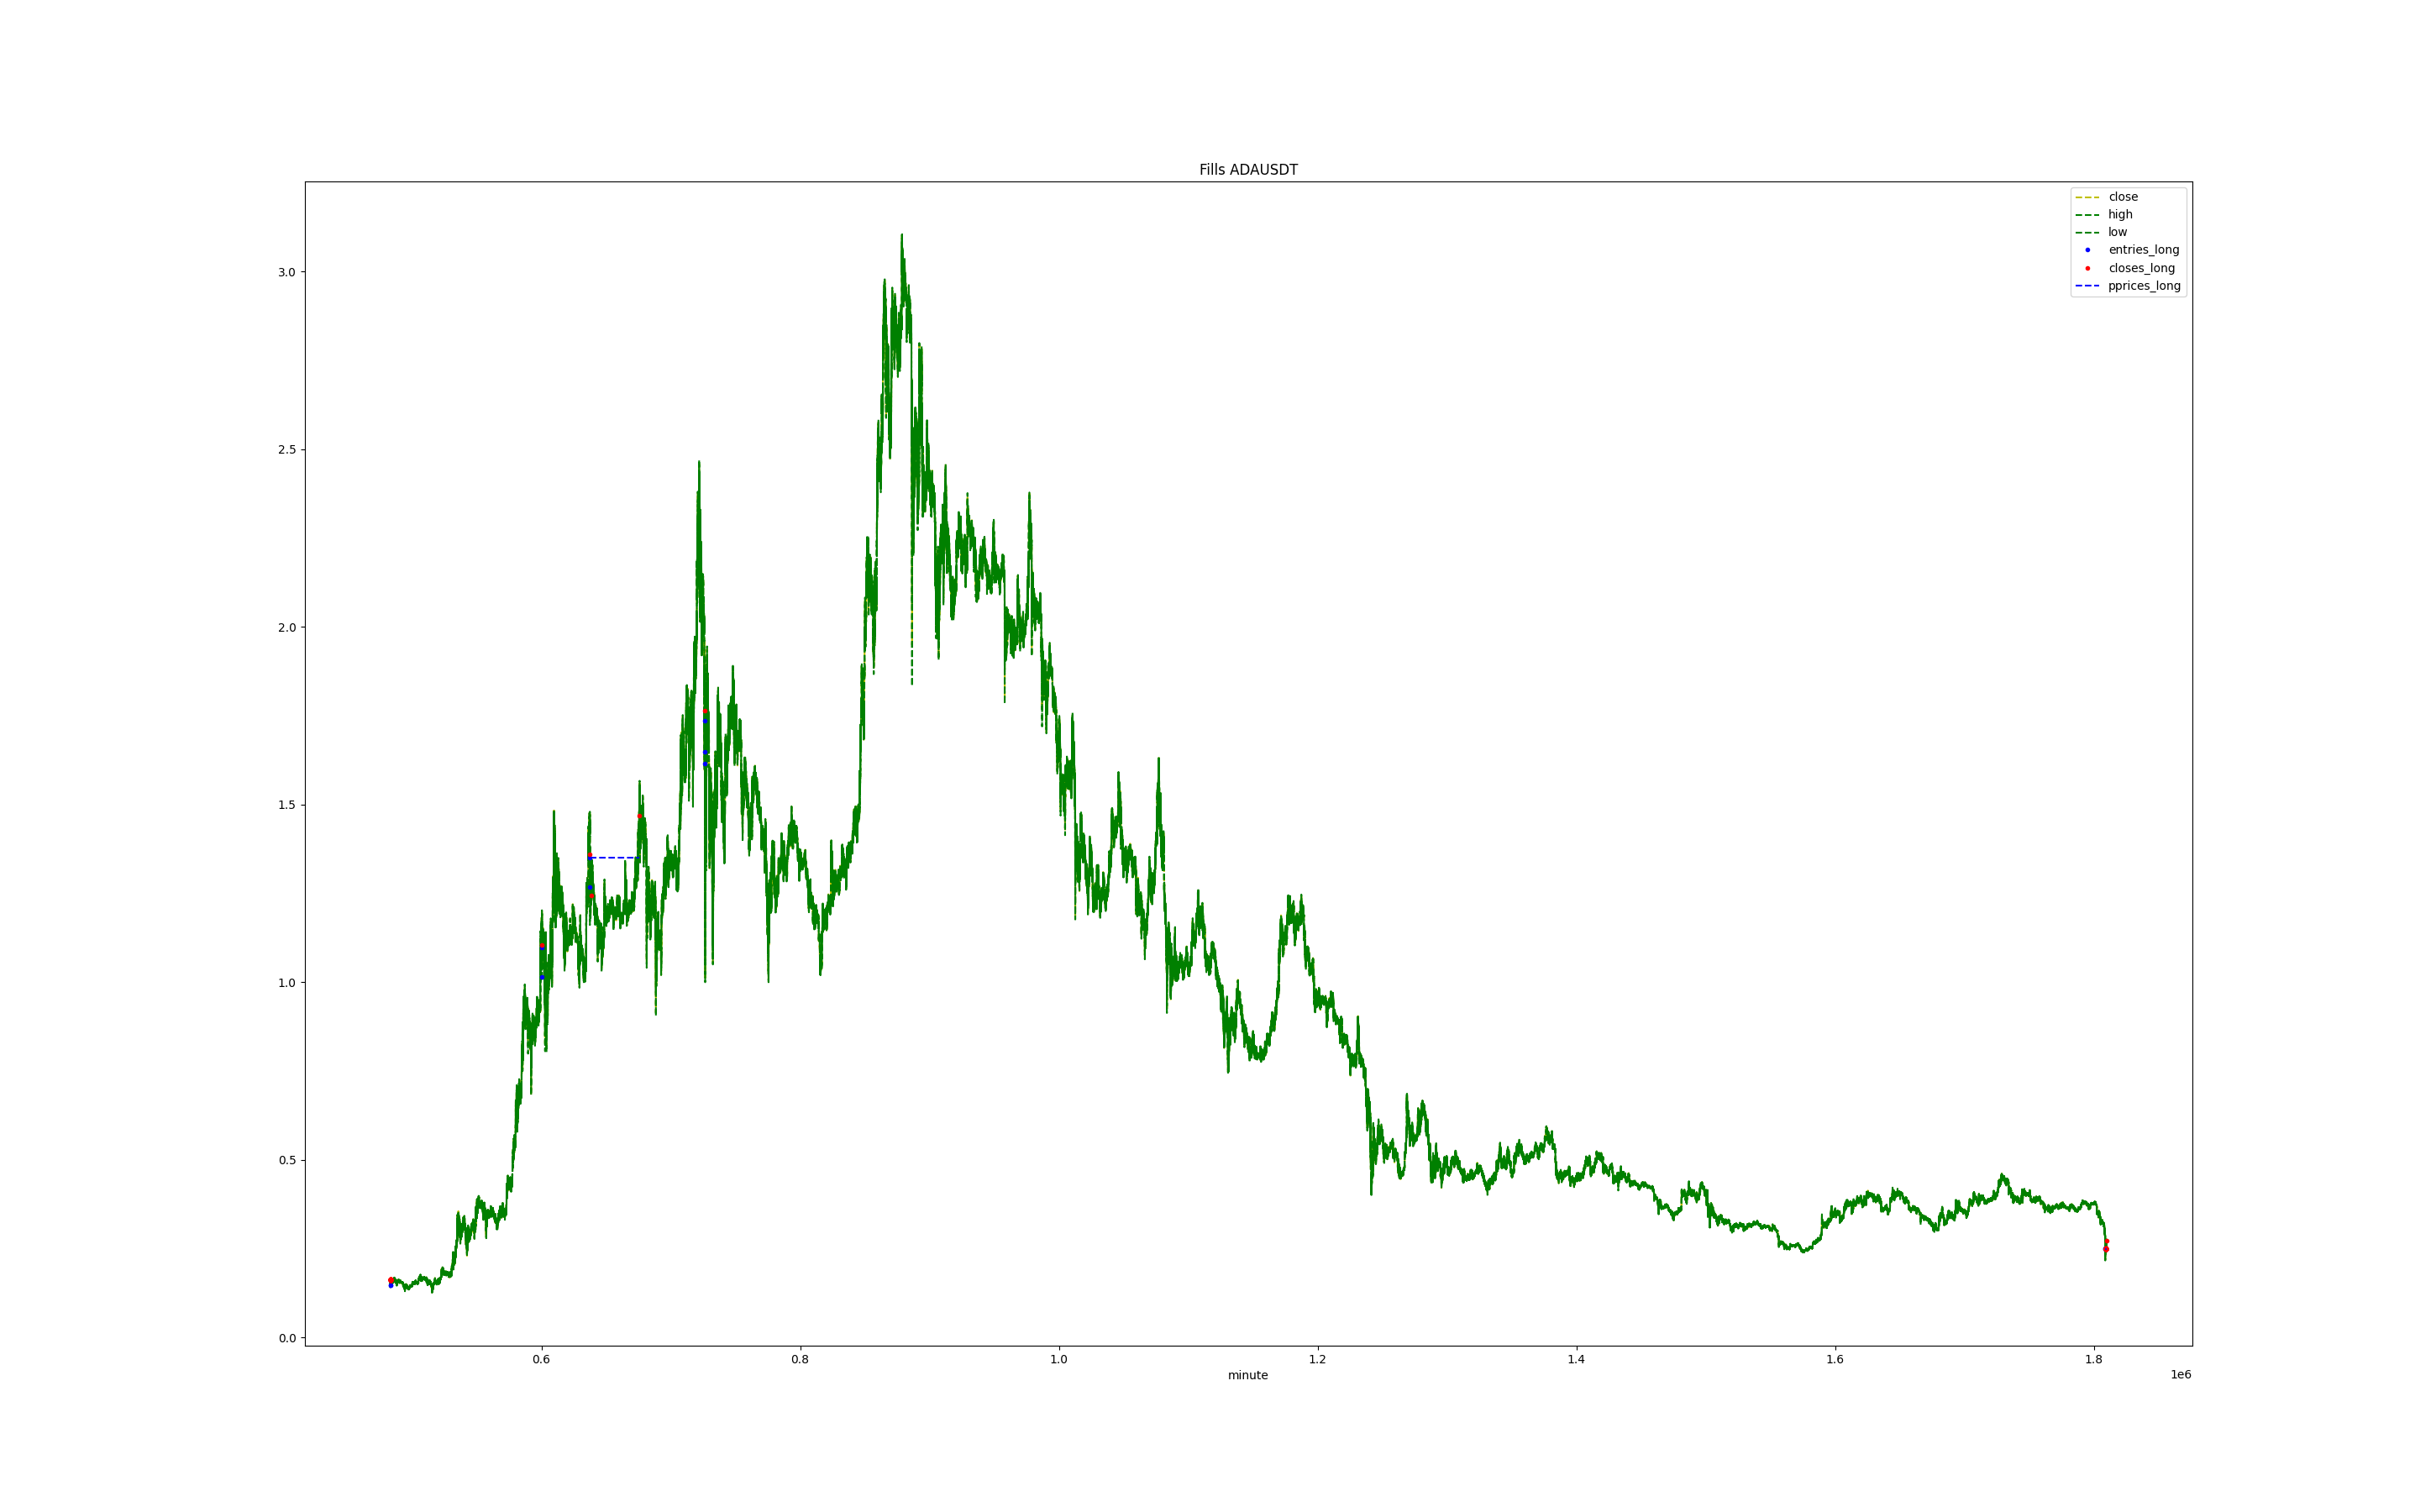 Fills ADAUSDT
close
high
low
entries_long
closes_long
pprices_long
3.0
2.5
2.0
1.5
1.0
0.5
0.0
0.6 0.8 1.0 1.2 1.4 1.6 1.8
minute
1e6